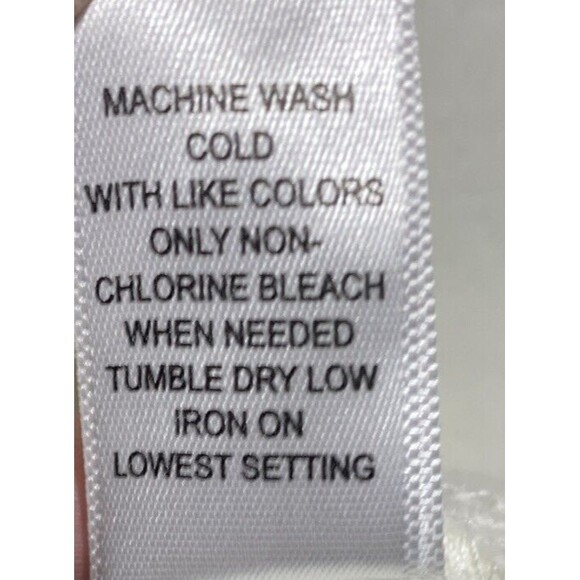 MACHINE WASH
COLD
WITH LIKE COLORS
ONLY NON-
CHLORINE BLEACH
WHEN NEEDED
TUMBLE DRY LOW
IRON ON
LOWEST SETTING